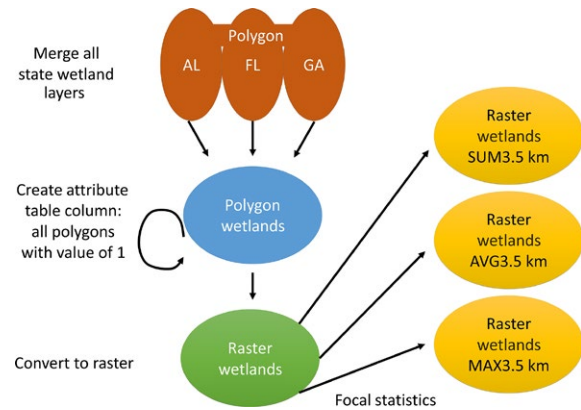 Merge all
state wetland
layers
Polygon
AL
FL
GA
Create attribute
table column:
all polygons
with value of 1
Polygon
wetlands
Convert to raster
Raster
wetlands
Focal statistics
Raster
wetlands
SUM3.5 km
Raster
wetlands
AVG3.5 km
Raster
wetlands
MAX3.5 km